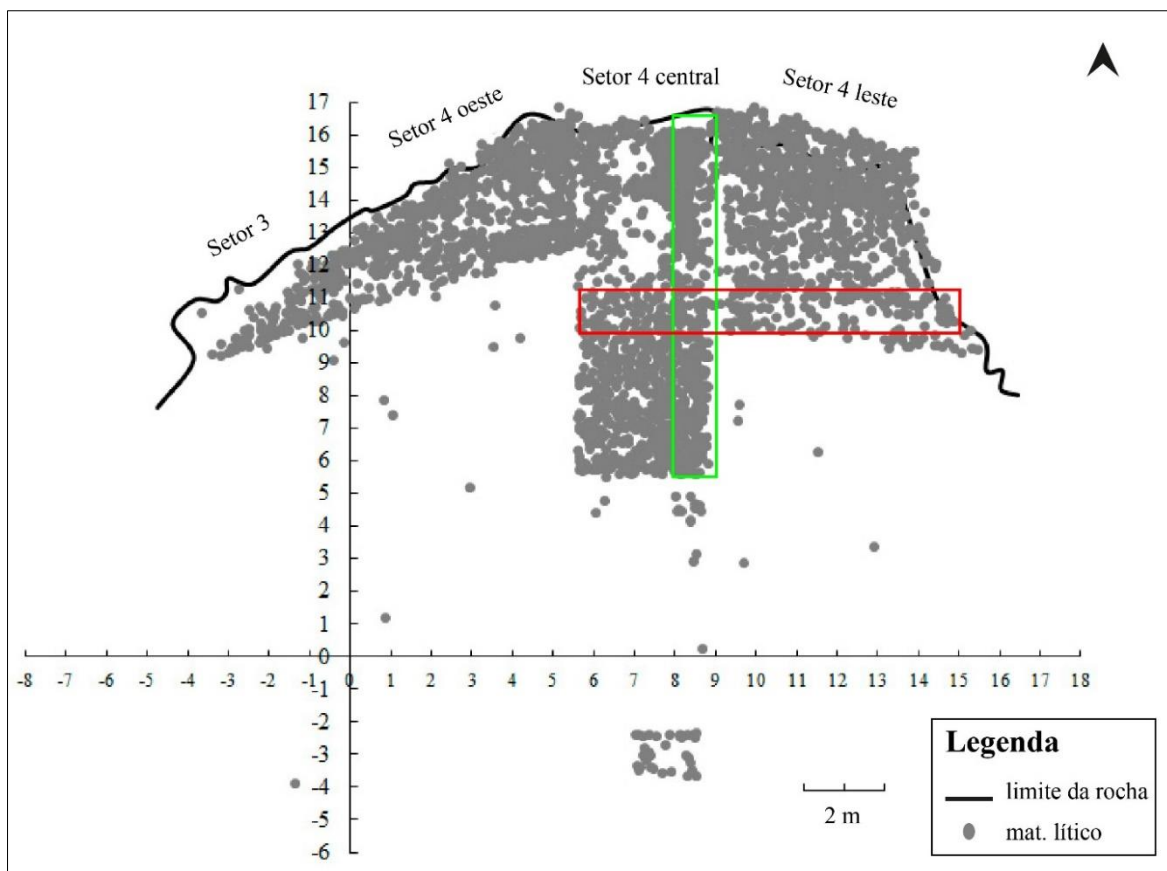 Setor 4 central
Setor 4 leste
Setor 4 oeste
Setor 3
17
16
15
14
13
12
11
10
9
8
7
6
5
4
3
2
1
0
-8 -7 -6 -5 -4 -3 -2 -1 0 1 2 3 4 5 6 7 8 9 10 11 12 13 14 15 16 17 18
-1
-2
-3
-4
-5
-6
2 m
Legenda
limite da rocha
mat. lítico